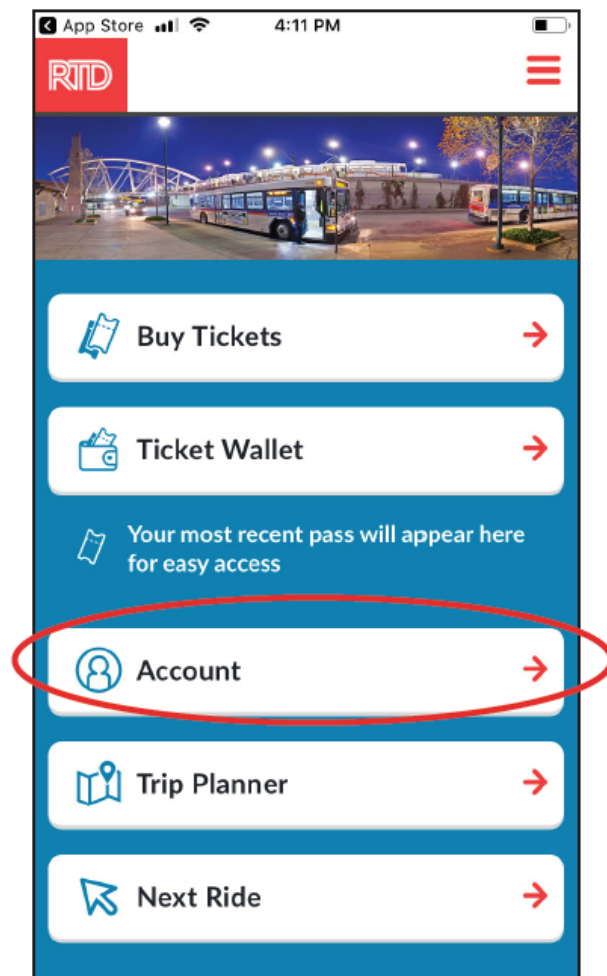 App Store 4:11 PM
RTD
Buy Tickets
Ticket Wallet
Your most recent pass will appear here
for easy access
Account
Trip Planner
Next Ride